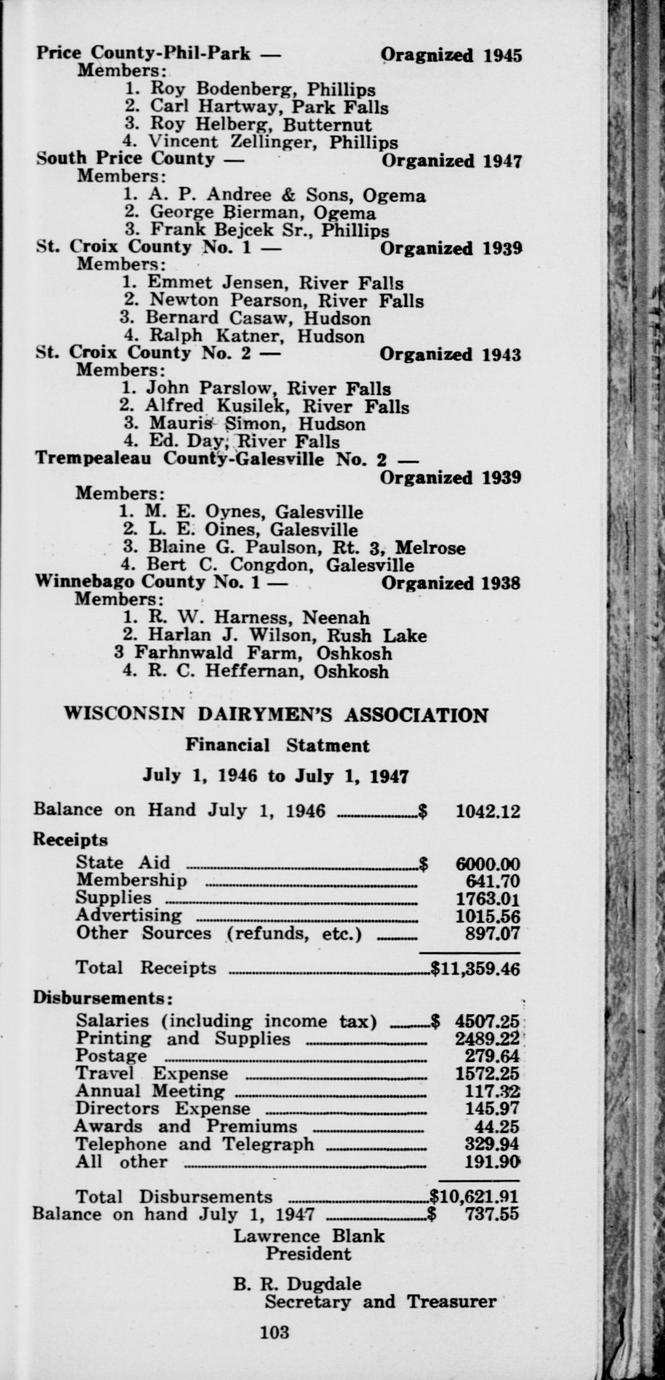 Price County-Phil-Park — Oragnized 1945
Members:
1. Roy Bodenberg, Phillips
2. Carl Hartway, Park Falls
3. Roy Helberg, Butternut
4. Vincent Zellinger, Phillips
South Price County — Organized 1947
Members:
1. A. P. Andree & Sons, Ogema
2. George Bierman, Ogema
3. Frank Bejcek Sr., Phillips
St. Croix County No. 1 — Organized 1939
Members:
1. Emmet Jensen, River Falls
2. Newton Pearson, River Falls
3. Bernard Casaw, Hudson
4. Ralph Katner, Hudson
St. Croix County No. 2 — Organized 1943
Members:
1. John Parslow, River Falls
2. Alfred Kusilek, River Falls
3. Mauris Simon, Hudson
4. Ed. Day, River Falls
Trempealeau County-Galesville No. 2 —
Organized 1939
Members:
1. M. E. Oynes, Galesville
2. L. E. Oines, Galesville
3. Blaine G. Paulson, Rt. 3, Melrose
4. Bert C. Congdon, Galesville
Winnebago County No. 1 — Organized 1938
Members:
1. R. W. Harness, Neenah
2. Harlan J. Wilson, Rush Lake
3 Farhnwald Farm, Oshkosh
4. R. C. Heffernan, Oshkosh
WISCONSIN DAIRYMEN'S ASSOCIATION
Financial Statment
July 1, 1946 to July 1, 1947
Balance on Hand July 1, 1946 ........$ 1042.12
Receipts
State Aid ........$ 6000.00
Membership ........ 641.70
Supplies ........ 1763.01
Advertising ........ 1015.56
Other Sources (refunds, etc.) ........ 897.07
Total Receipts ........$11,359.46
Disbursements:
Salaries (including income tax) ........$ 4507.25
Printing and Supplies ........ 2489.22
Postage ........ 279.64
Travel Expense ........ 1572.25
Annual Meeting ........ 117.32
Directors Expense ........ 145.97
Awards and Premiums ........ 44.25
Telephone and Telegraph ........ 329.94
All other ........ 191.90
Total Disbursements ........$10,621.91
Balance on hand July 1, 1947 ........$ 737.55
Lawrence Blank
President
B. R. Dugdale
Secretary and Treasurer
103